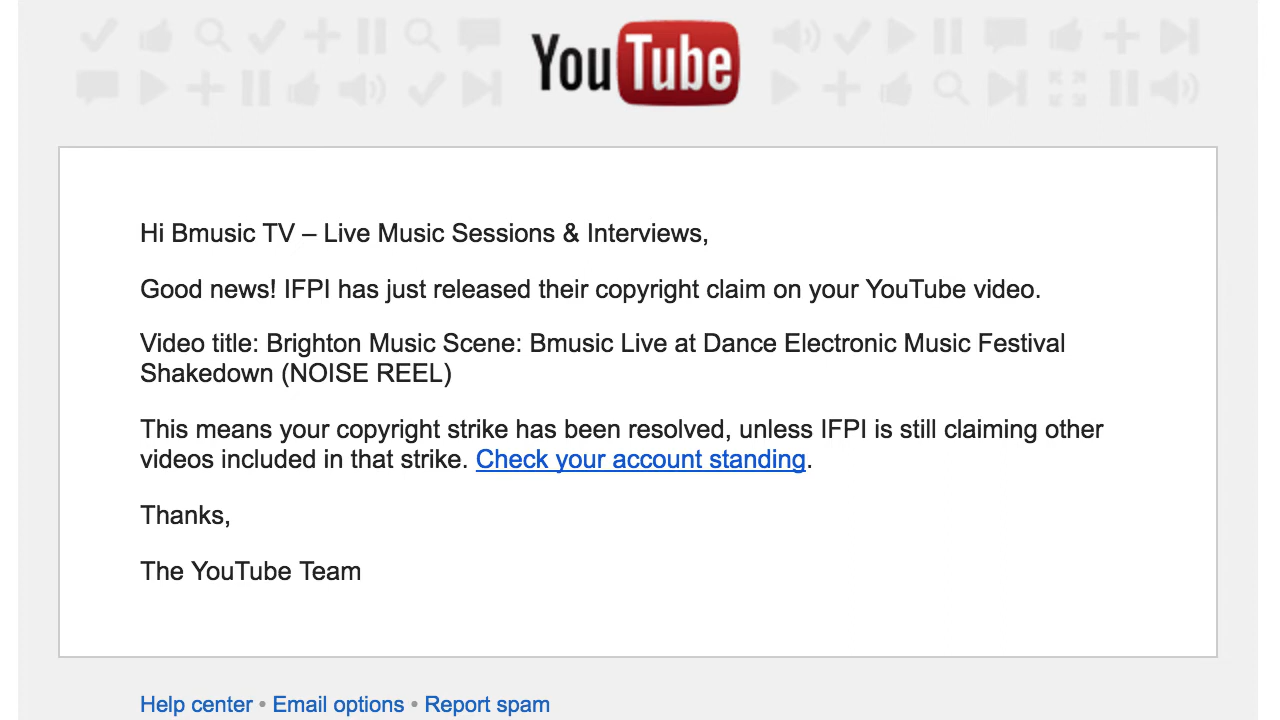 YouTube
Hi Bmusic TV – Live Music Sessions & Interviews,
Good news! IFPI has just released their copyright claim on your YouTube video.
Video title: Brighton Music Scene: Bmusic Live at Dance Electronic Music Festival
Shakedown (NOISE REEL)
This means your copyright strike has been resolved, unless IFPI is still claiming other
videos included in that strike. Check your account standing.
Thanks,
The YouTube Team
Help center • Email options • Report spam